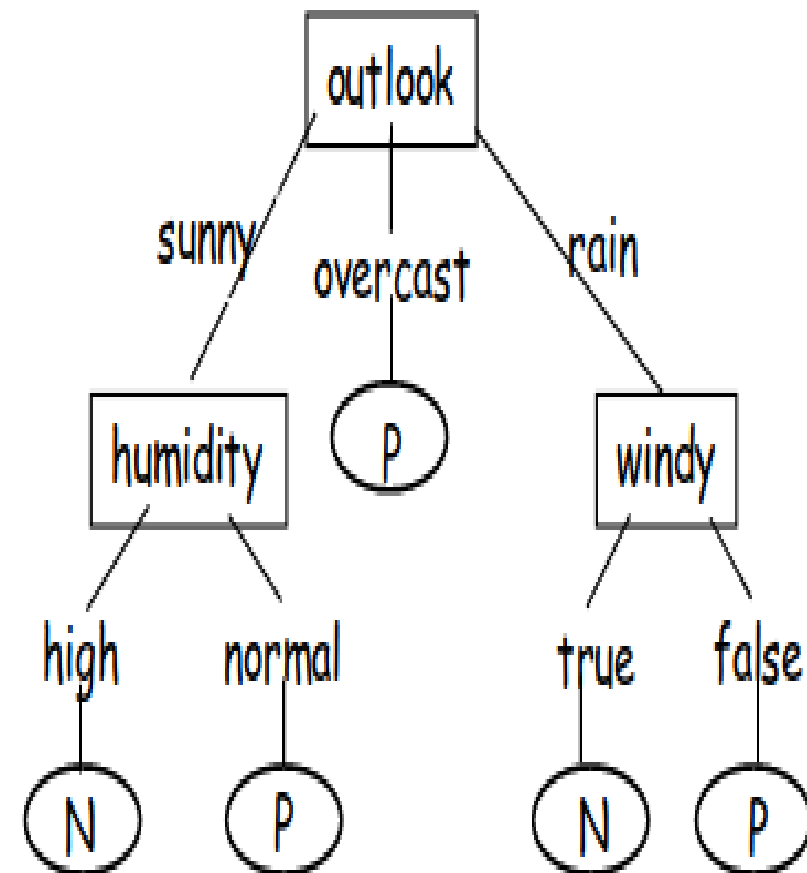 outlook
sunny overcast rain
humidity P windy
high normal true false
N P N P